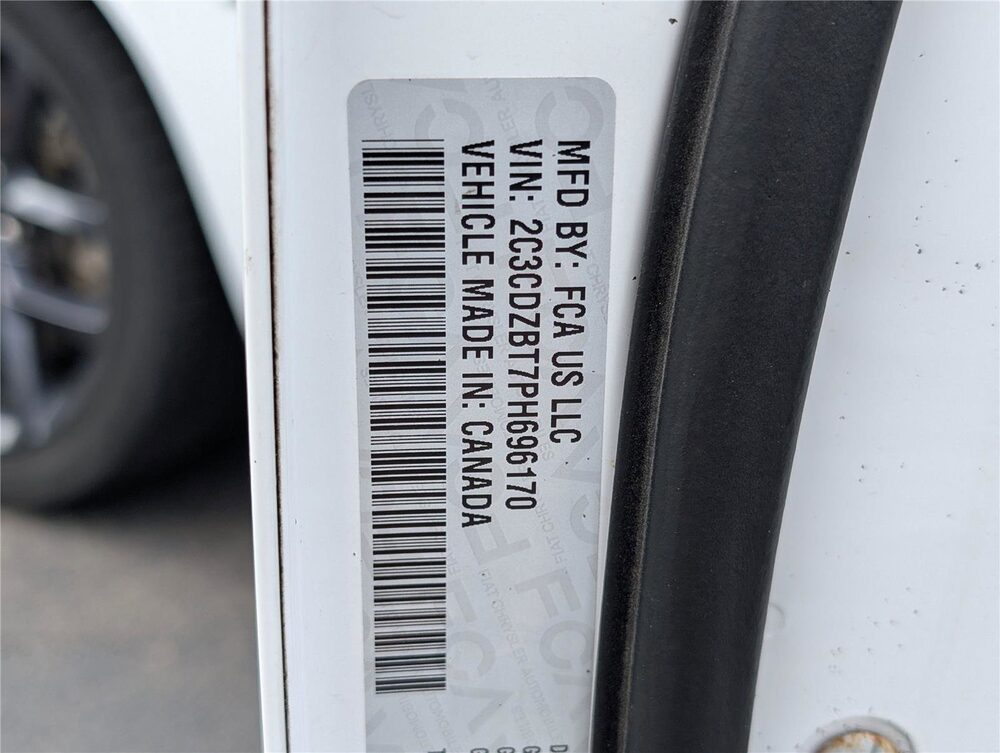 MFD BY: FCA US LLC
VIN: 2C3CDZBT7PH696170
VEHICLE MADE IN: CANADA